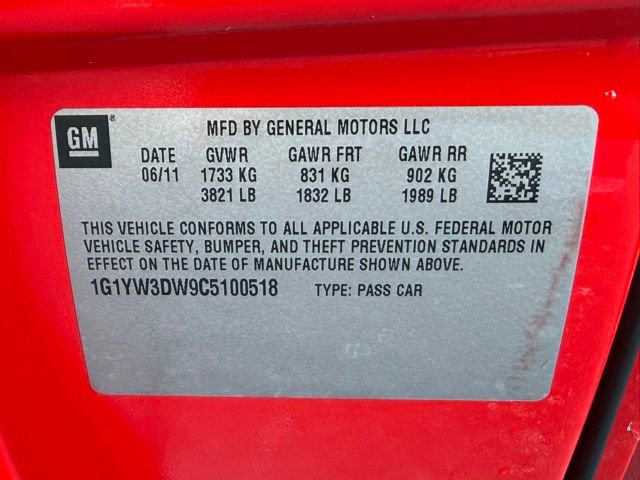 GM®
MFD BY GENERAL MOTORS LLC
DATE GVWR GAWR FRT GAWR RR
06/11 1733 KG 831 KG 902 KG
3821 LB 1832 LB 1989 LB
THIS VEHICLE CONFORMS TO ALL APPLICABLE U.S. FEDERAL MOTOR
VEHICLE SAFETY, BUMPER, AND THEFT PREVENTION STANDARDS IN
EFFECT ON THE DATE OF MANUFACTURE SHOWN ABOVE.
1G1YW3DW9C5100518 TYPE: PASS CAR